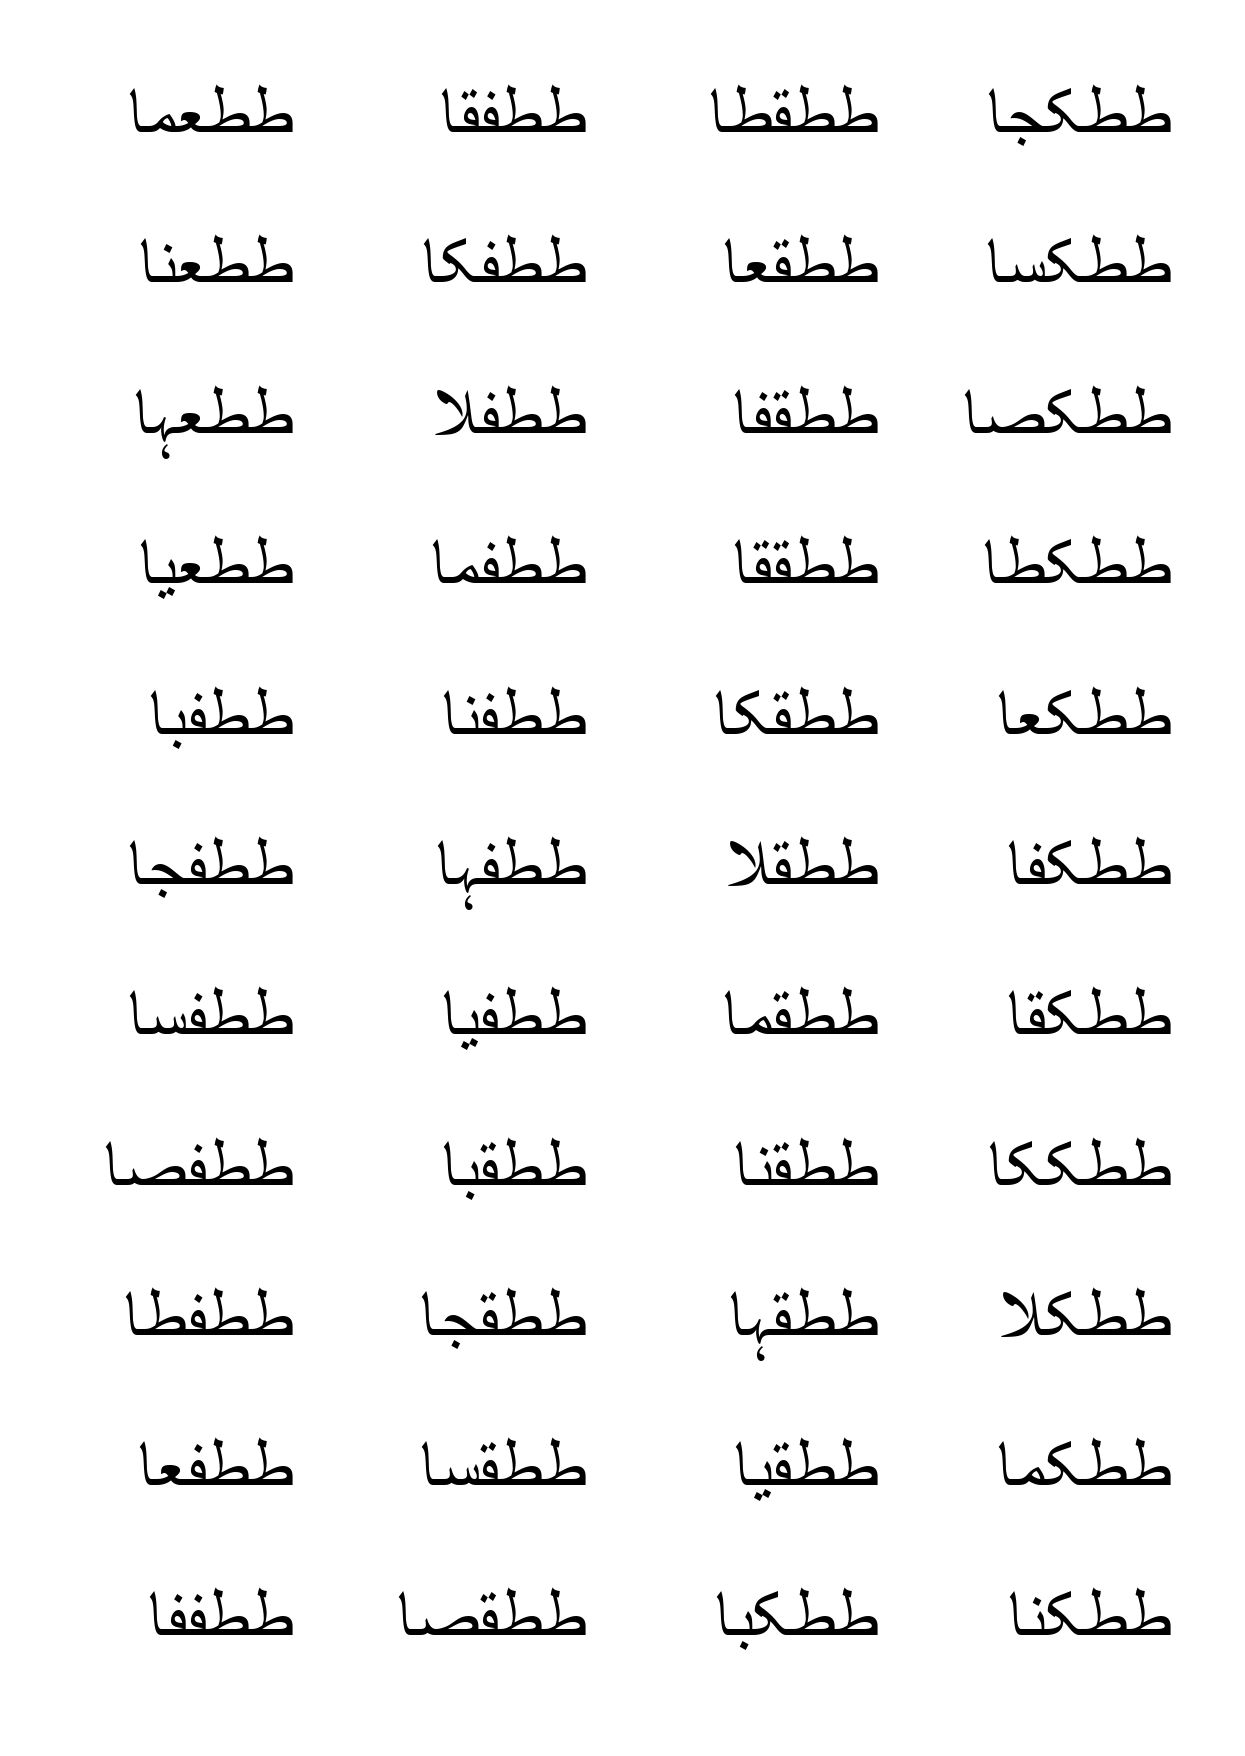 ططكجا ططقطا ططفقا ططعما
ططكسا ططقعا ططفكا ططعنا
ططكصا ططقفا ططفلا ططعہا
ططكطا ططققا ططفما ططعيا
ططكعا ططقكا ططفنا ططفبا
ططكفا ططقلا ططفہا ططفجا
ططكقا ططقما ططفيا ططفسا
ططككا ططقنا ططقبا ططفصا
ططكلا ططقہا ططقجا ططفطا
ططكما ططقيا ططقسا ططفعا
ططكنا ططكبا ططقصا ططففا